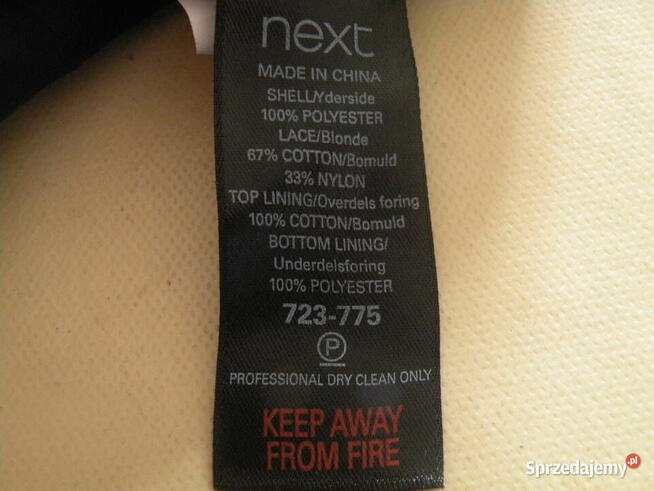 next
MADE IN CHINA
SHELL/Yderside
100% POLYESTER
LACE/Blonde
67% COTTON/Bomuld
33% NYLON
TOP LINING/Overdels foring
100% COTTON/Bomuld
BOTTOM LINING/
Underdelsforing
100% POLYESTER
723-775
P
PROFESSIONAL DRY CLEAN ONLY
KEEP AWAY
FROM FIRE
Sprzedajemy.pl